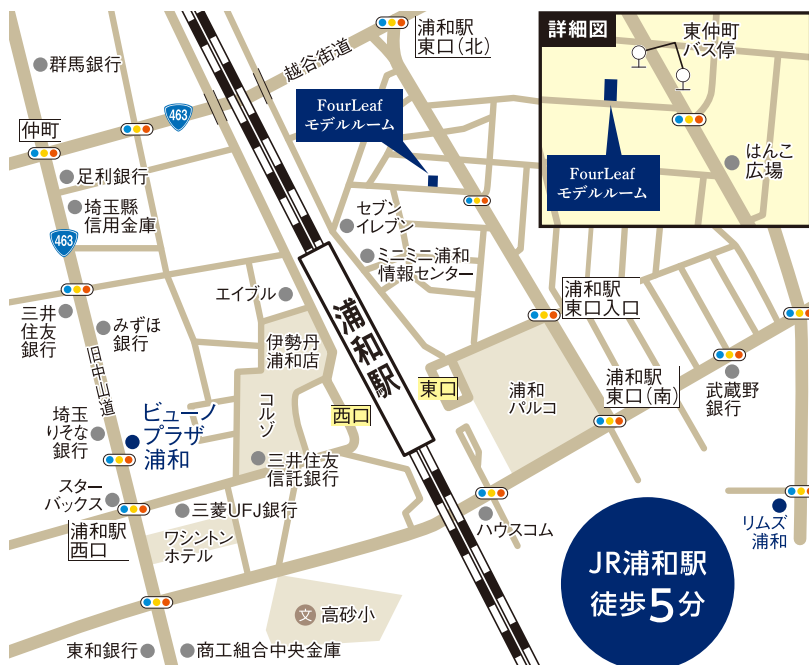 浦和駅
東口(北)
越谷街道
群馬銀行
463
仲町
FourLeaf
モデルルーム
足利銀行
埼玉縣
信用金庫
463
セブン
イレブン
ミニミニ浦和
情報センター
エイブル
三井
住友
銀行
みずほ
銀行
旧中山道
伊勢丹
浦和店
コルソ
浦和駅
西口
東口
浦和
パルコ
浦和駅
東口入口
浦和駅
東口(南)
武蔵野
銀行
埼玉
りそな
銀行
ビューノ
プラザ
浦和
三井住友
信託銀行
スター
バックス
三菱UFJ銀行
浦和駅
西口
ワシントン
ホテル
ハウスコム
リムズ
浦和
文
高砂小
東和銀行
商工組合中央金庫
JR浦和駅
徒歩5分
詳細図
東仲町
バス停
FourLeaf
モデルルーム
はんこ
広場